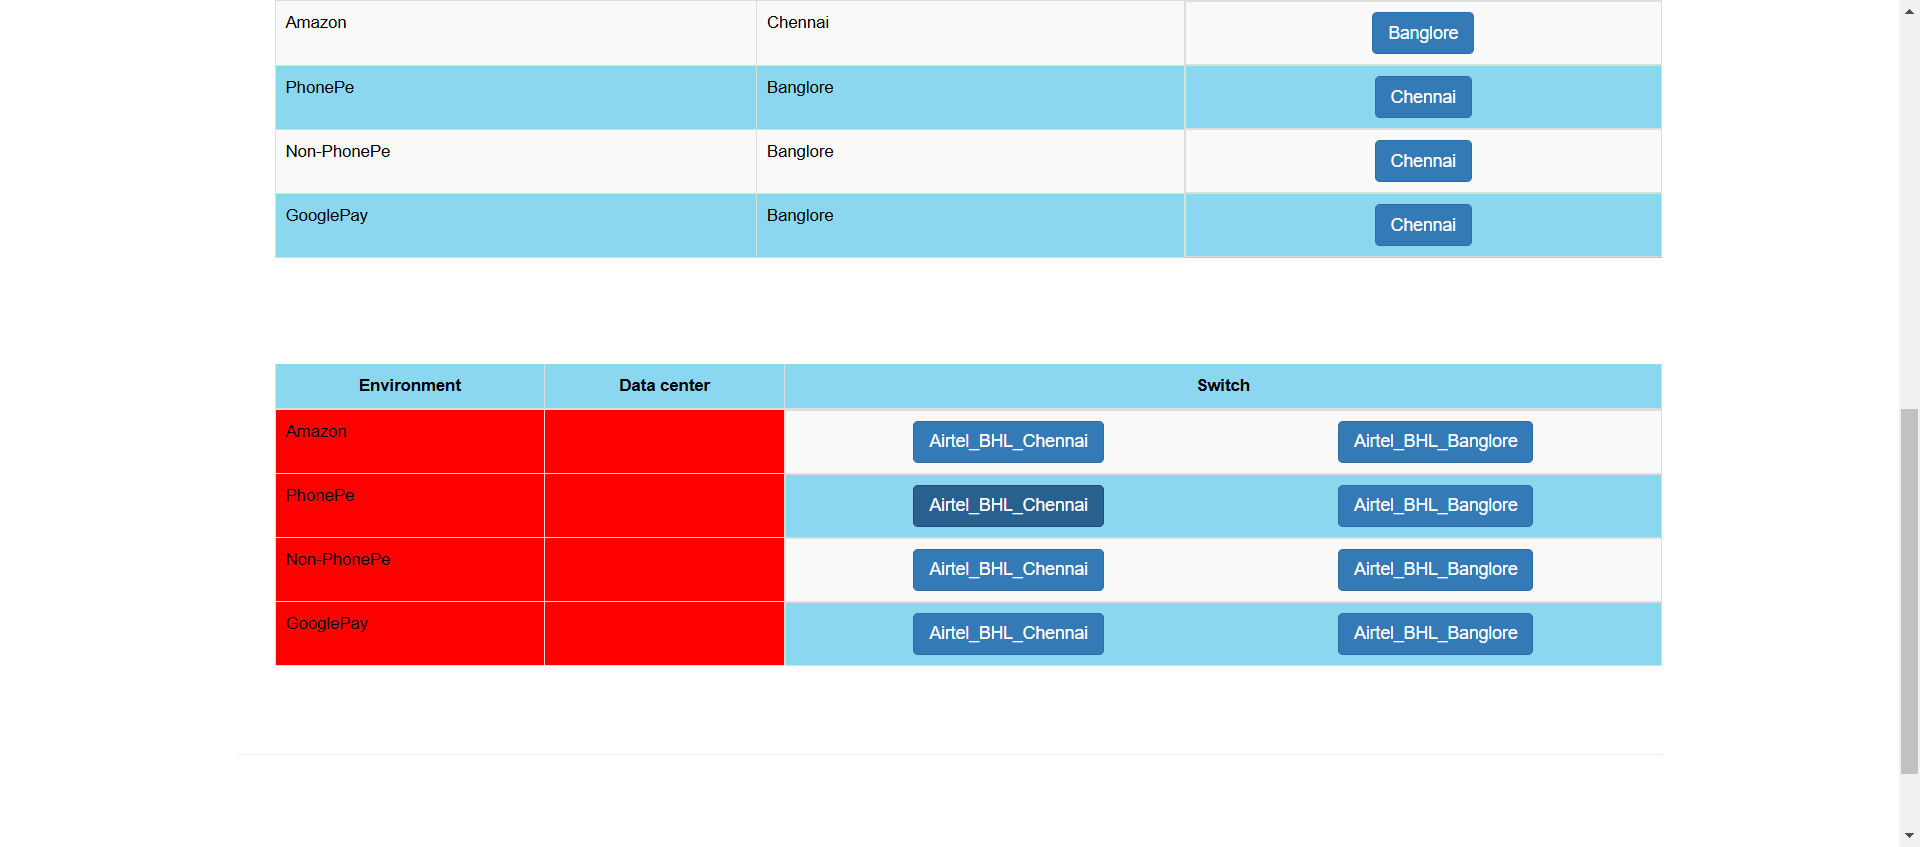 Amazon Chennai Banglore
PhonePe Banglore Chennai
Non-PhonePe Banglore Chennai
GooglePay Banglore Chennai
Environment Data center Switch
Amazon Airtel_BHL_Chennai Airtel_BHL_Banglore
PhonePe Airtel_BHL_Chennai Airtel_BHL_Banglore
Non-PhonePe Airtel_BHL_Chennai Airtel_BHL_Banglore
GooglePay Airtel_BHL_Chennai Airtel_BHL_Banglore